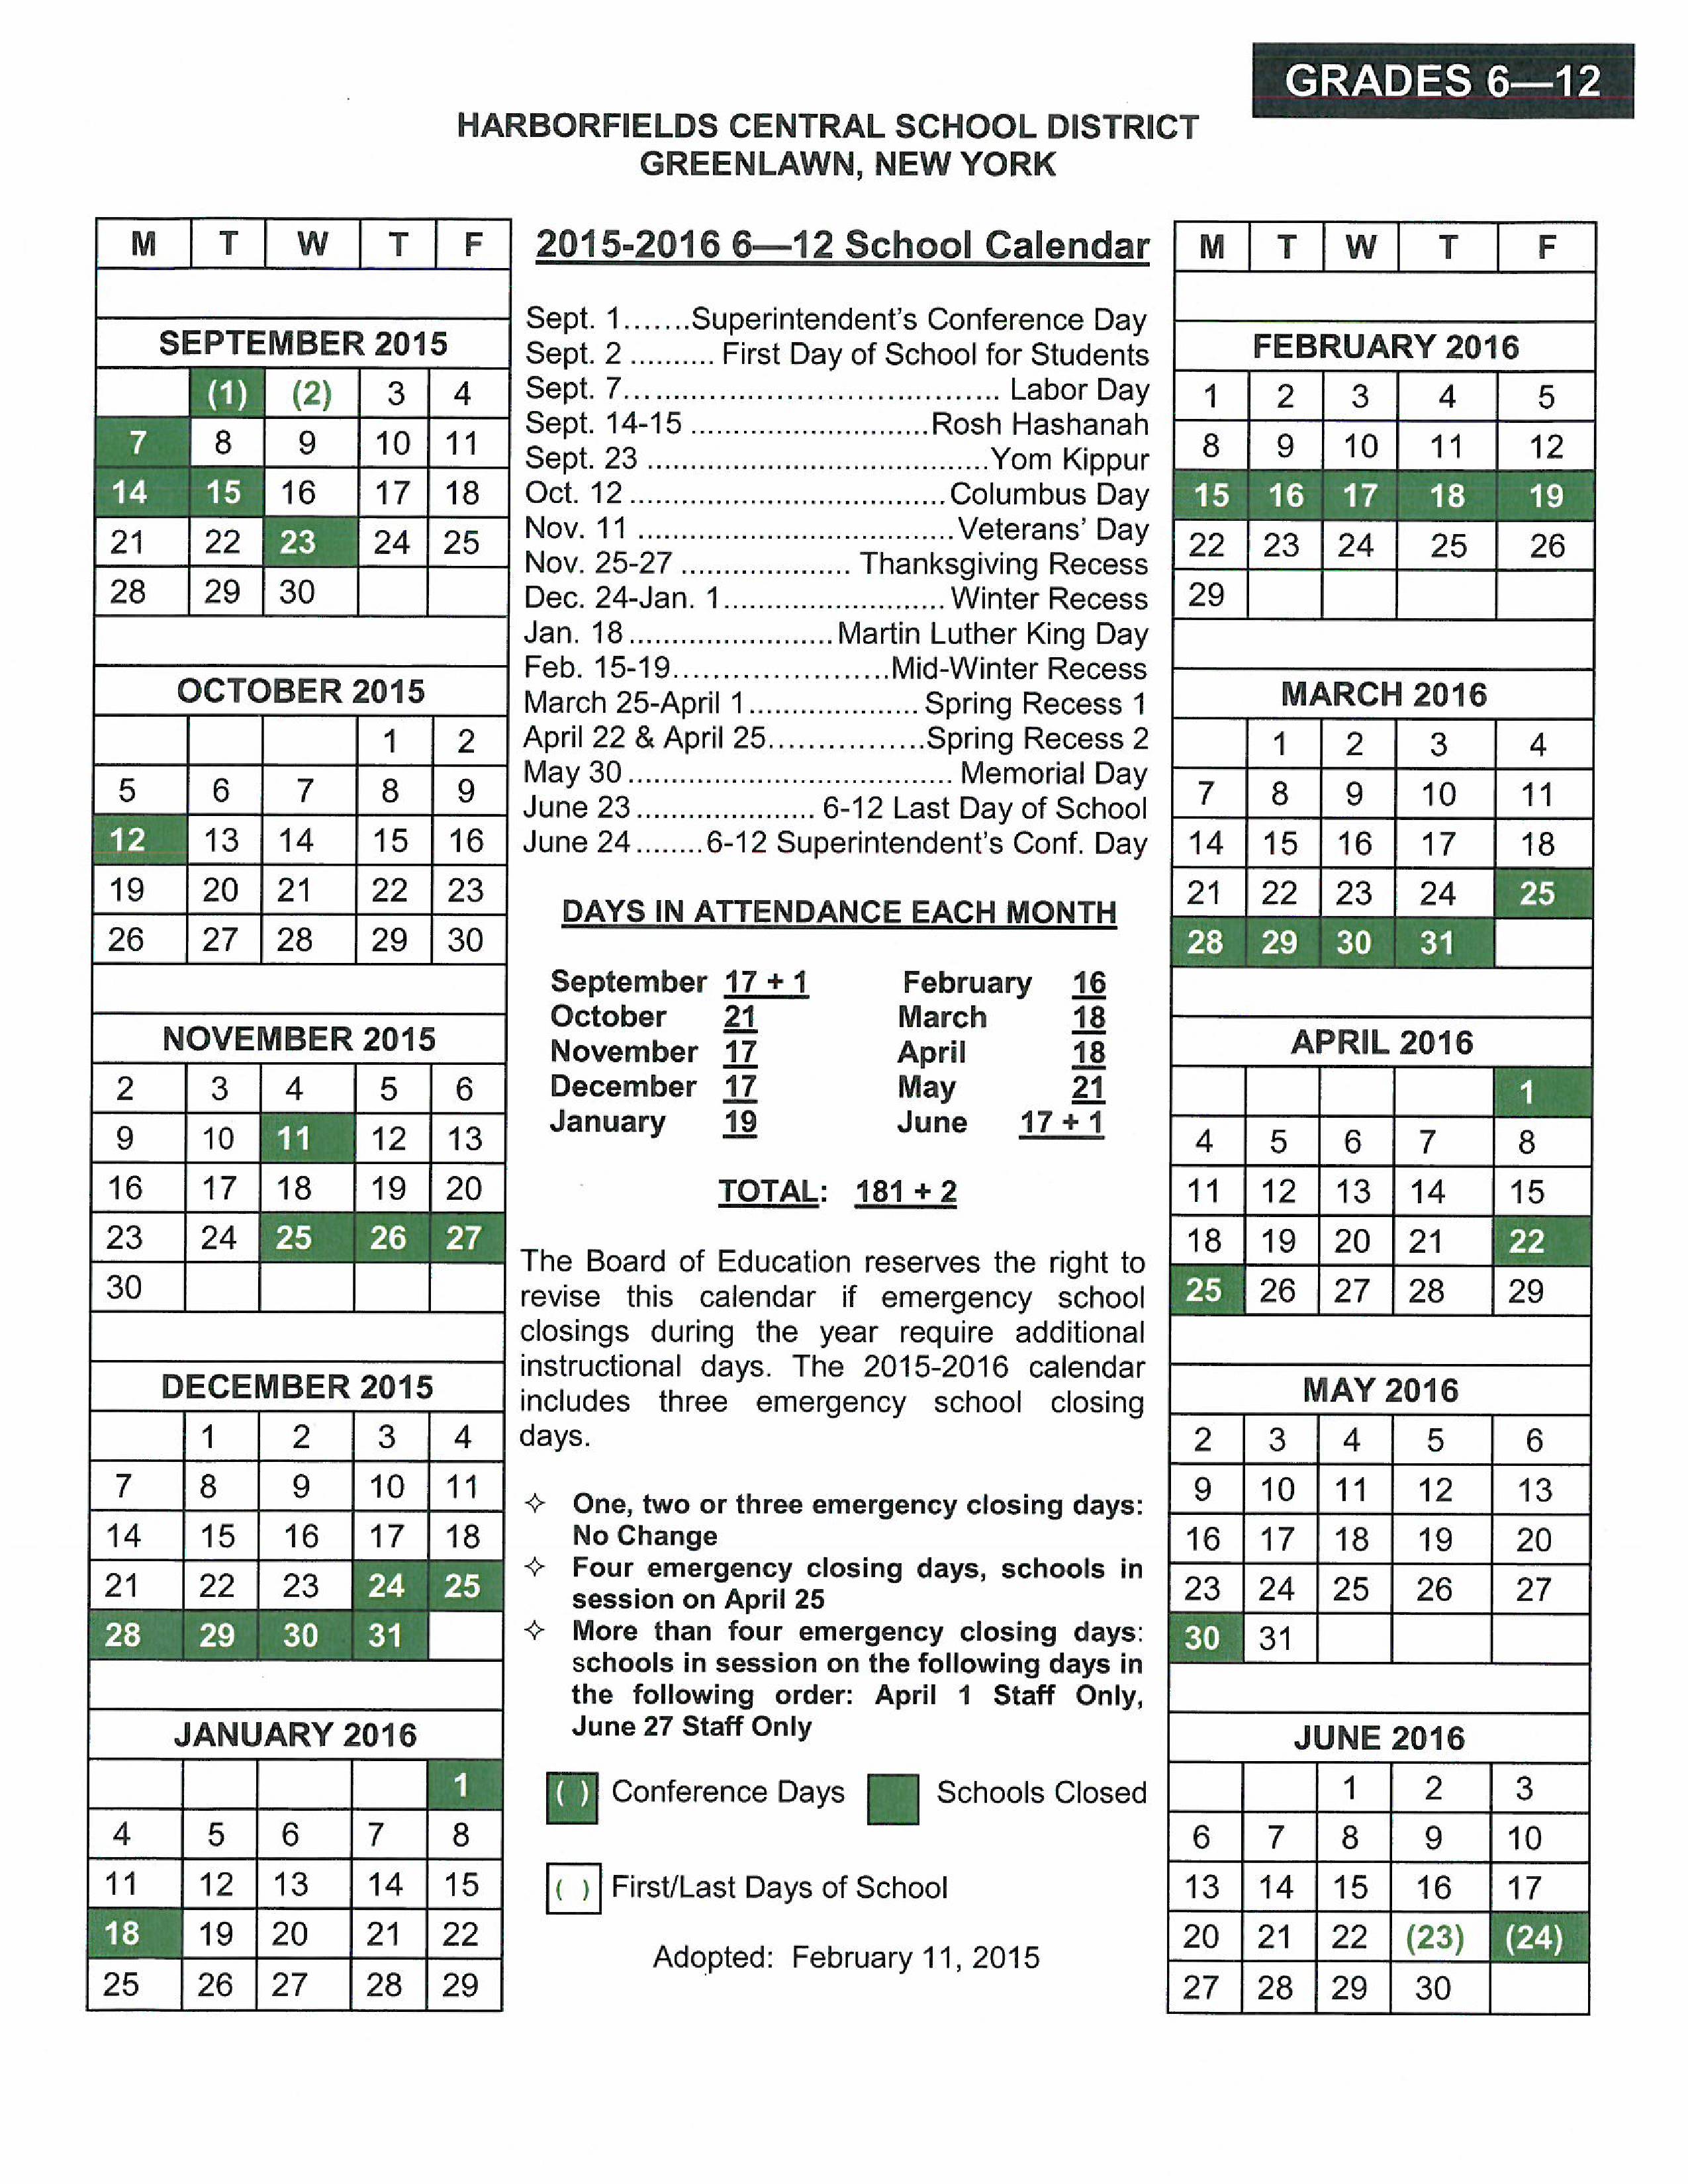 GRADES 6—12
HARBORFIELDS CENTRAL SCHOOL DISTRICT
GREENLAWN, NEW YORK
M T W T F
SEPTEMBER 2015
(1) (2) 3 4
7 8 9 10 11
14 15 16 17 18
21 22 23 24 25
28 29 30
OCTOBER 2015
1 2
5 6 7 8 9
12 13 14 15 16
19 20 21 22 23
26 27 28 29 30
NOVEMBER 2015
2 3 4 5 6
9 10 11 12 13
16 17 18 19 20
23 24 25 26 27
30
DECEMBER 2015
1 2 3 4
7 8 9 10 11
14 15 16 17 18
21 22 23 24 25
28 29 30 31
JANUARY 2016
1
4 5 6 7 8
11 12 13 14 15
18 19 20 21 22
25 26 27 28 29
2015-2016 6—12 School Calendar
Sept. 1.......Superintendent's Conference Day
Sept. 2 .......... First Day of School for Students
Sept. 7........................................... Labor Day
Sept. 14-15 ...........................Rosh Hashanah
Sept. 23 .......................................Yom Kippur
Oct. 12 .................................... Columbus Day
Nov. 11 ....................................Veterans' Day
Nov. 25-27 ................... Thanksgiving Recess
Dec. 24-Jan. 1......................... Winter Recess
Jan. 18....................... Martin Luther King Day
Feb. 15-19.........................Mid-Winter Recess
March 25-April 1................... Spring Recess 1
April 22 & April 25..................Spring Recess 2
May 30 ..................................... Memorial Day
June 23.................... 6-12 Last Day of School
June 24........6-12 Superintendent's Conf. Day
DAYS IN ATTENDANCE EACH MONTH
September 17 + 1 February 16
October 21 March 18
November 17 April 18
December 17 May 21
January 19 June 17 + 1
TOTAL: 181 + 2
The Board of Education reserves the right to
revise this calendar if emergency school
closings during the year require additional
instructional days. The 2015-2016 calendar
includes three emergency school closing
days.
✧ One, two or three emergency closing days:
No Change
✧ Four emergency closing days, schools in
session on April 25
✧ More than four emergency closing days:
schools in session on the following days in
the following order: April 1 Staff Only,
June 27 Staff Only
( ) Conference Days Schools Closed
( ) First/Last Days of School
Adopted: February 11, 2015
M T W T F
FEBRUARY 2016
1 2 3 4 5
8 9 10 11 12
15 16 17 18 19
22 23 24 25 26
29
MARCH 2016
1 2 3 4
7 8 9 10 11
14 15 16 17 18
21 22 23 24 25
28 29 30 31
APRIL 2016
1
4 5 6 7 8
11 12 13 14 15
18 19 20 21 22
25 26 27 28 29
MAY 2016
2 3 4 5 6
9 10 11 12 13
16 17 18 19 20
23 24 25 26 27
30 31
JUNE 2016
1 2 3
6 7 8 9 10
13 14 15 16 17
20 21 22 (23) (24)
27 28 29 30